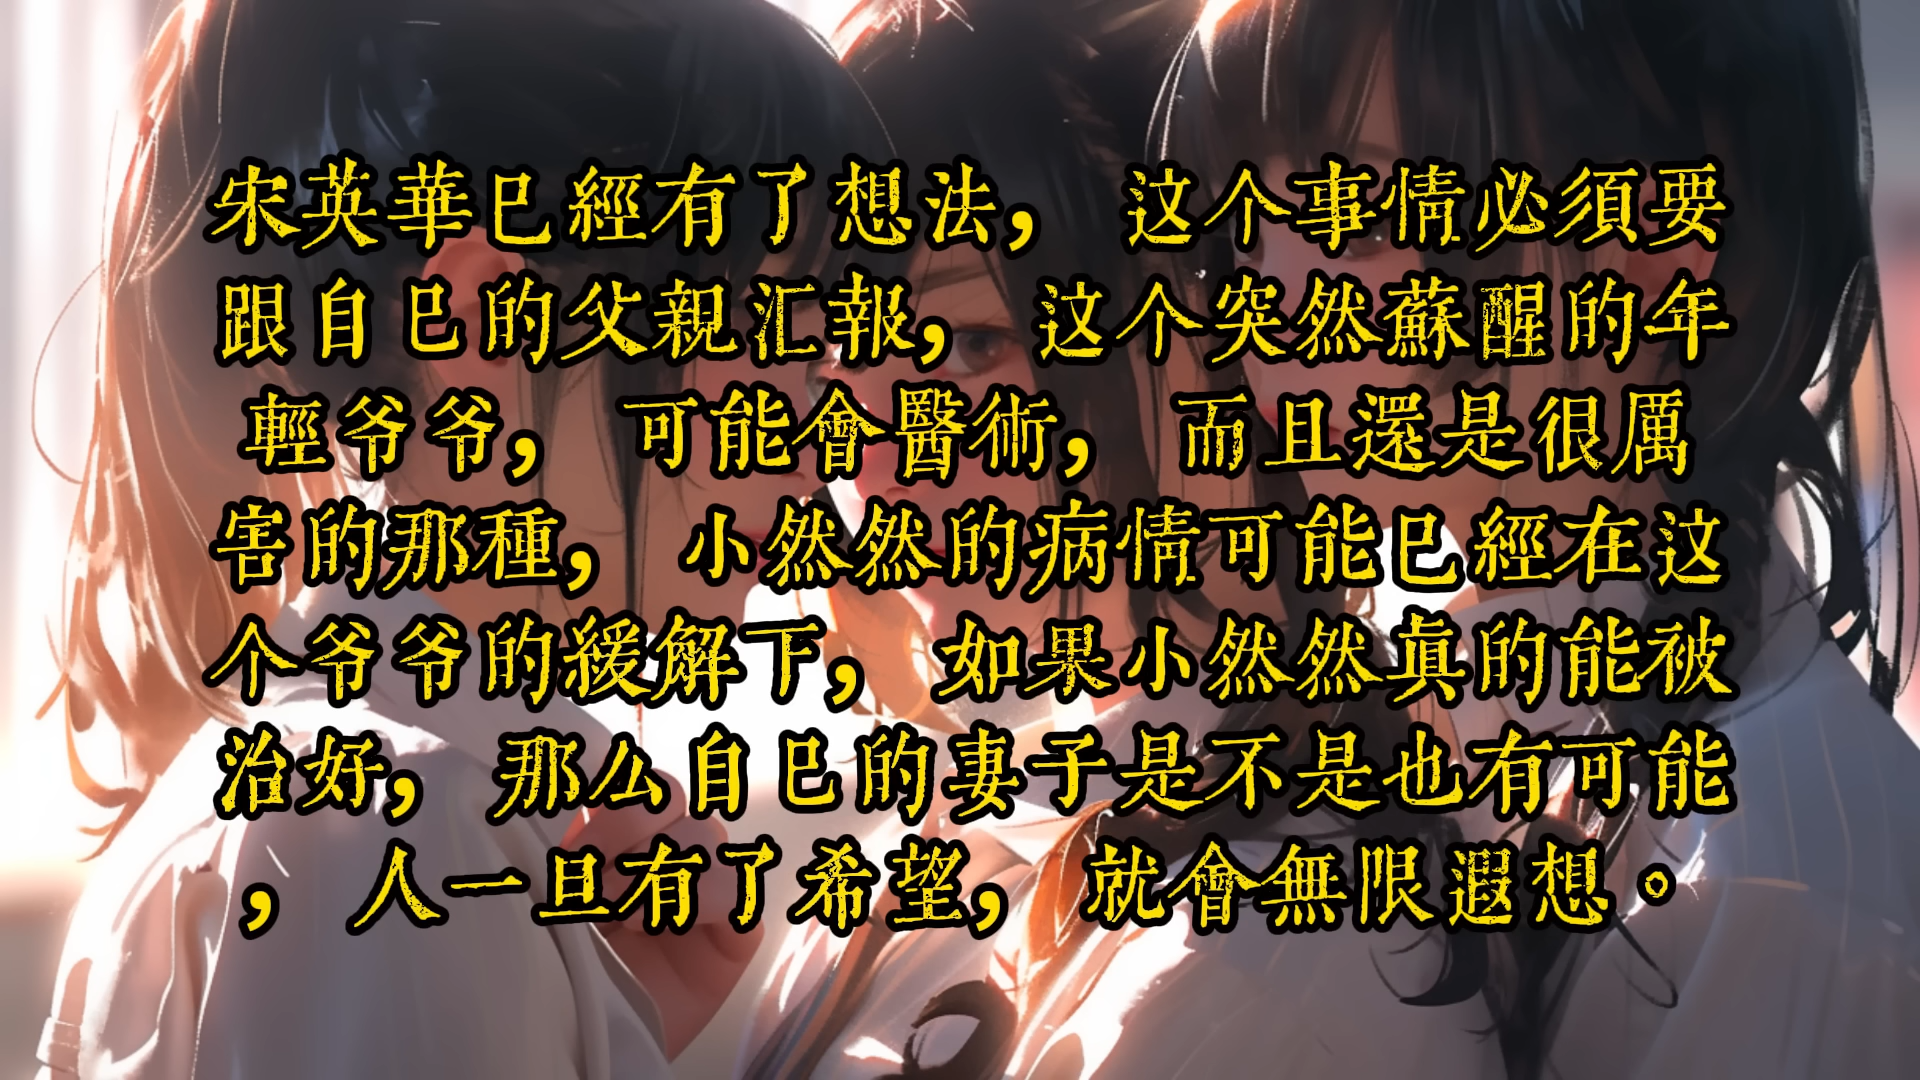 宋英華已經有了想法， 这个事情必須要
跟自已的父親汇報， 这个突然蘇醒的年
輕爷爷， 可能會醫術， 而且還是很厲
害的那種， 小然然的病情可能已經在这
个爷爷的緩解下， 如果小然然真的能被
治好， 那么自已的妻子是不是也有可能
， 人一旦有了希望， 就會無限遐想。